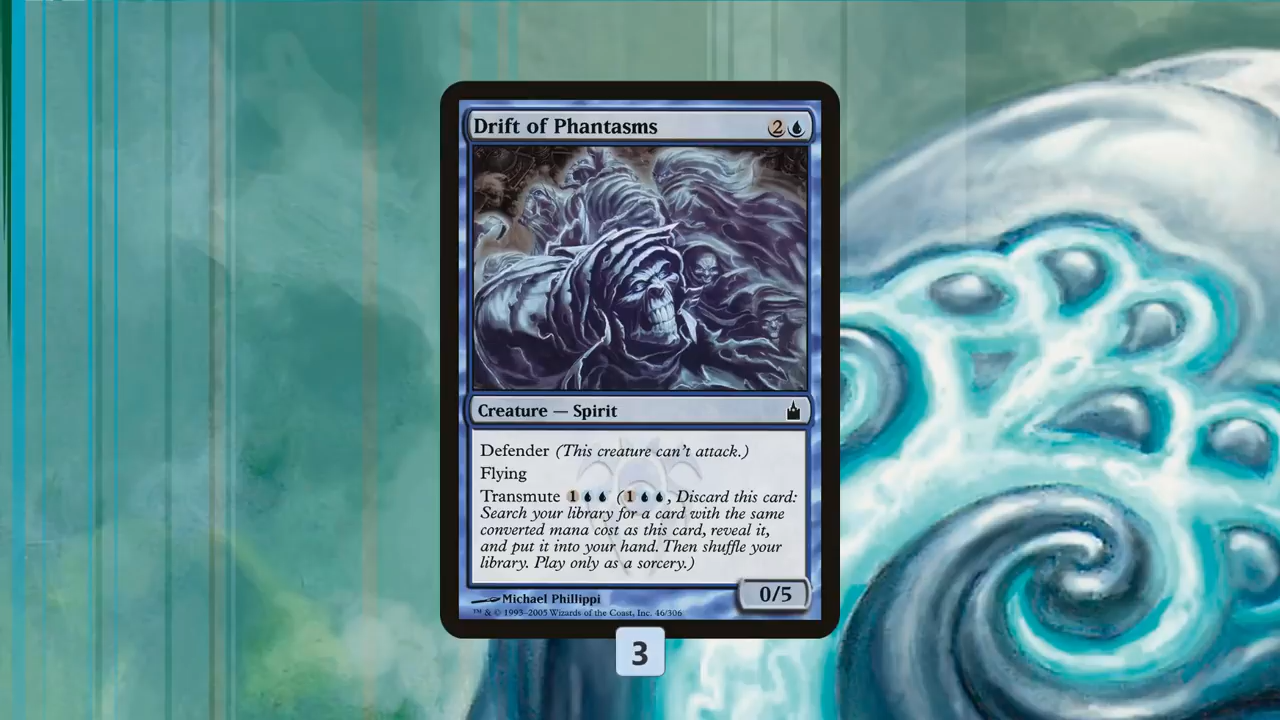 Drift of Phantasms 2
Creature — Spirit
Defender (This creature can't attack.)
Flying
Transmute 1 (1, Discard this card:
Search your library for a card with the same
converted mana cost as this card, reveal it,
and put it into your hand. Then shuffle your
library. Play only as a sorcery.)
0/5
Michael Phillippi
™ & © 1993–2005 Wizards of the Coast, Inc. 46/306
3